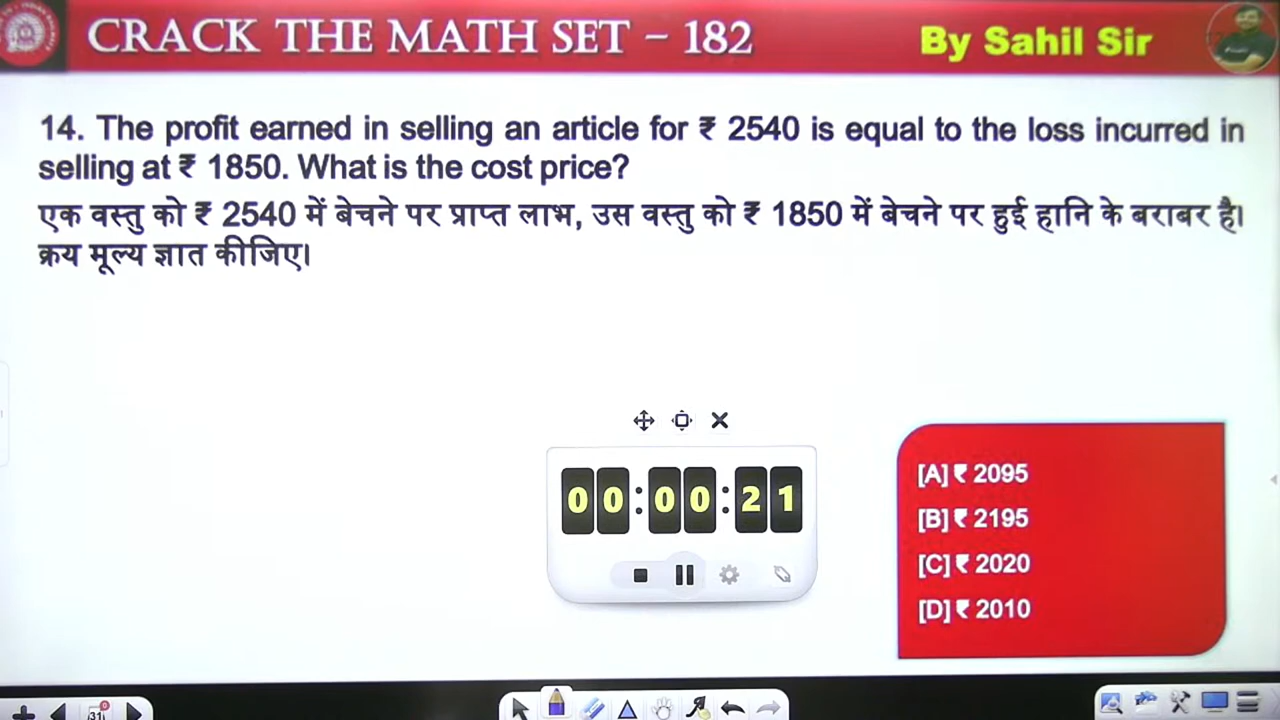 CRACK THE MATH SET – 182
By Sahil Sir
14. The profit earned in selling an article for ₹ 2540 is equal to the loss incurred in
selling at ₹ 1850. What is the cost price?
एक वस्तु को ₹ 2540 में बेचने पर प्राप्त लाभ, उस वस्तु को ₹ 1850 में बेचने पर हुई हानि के बराबर है।
क्रय मूल्य ज्ञात कीजिए।
00:00:21
[A] ₹ 2095
[B] ₹ 2195
[C] ₹ 2020
[D] ₹ 2010
31